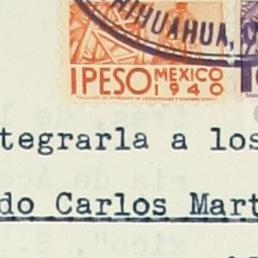 CHIHUAHUA,
1 PESO MEXICO
1940
tegrarla a los
do Carlos Mart